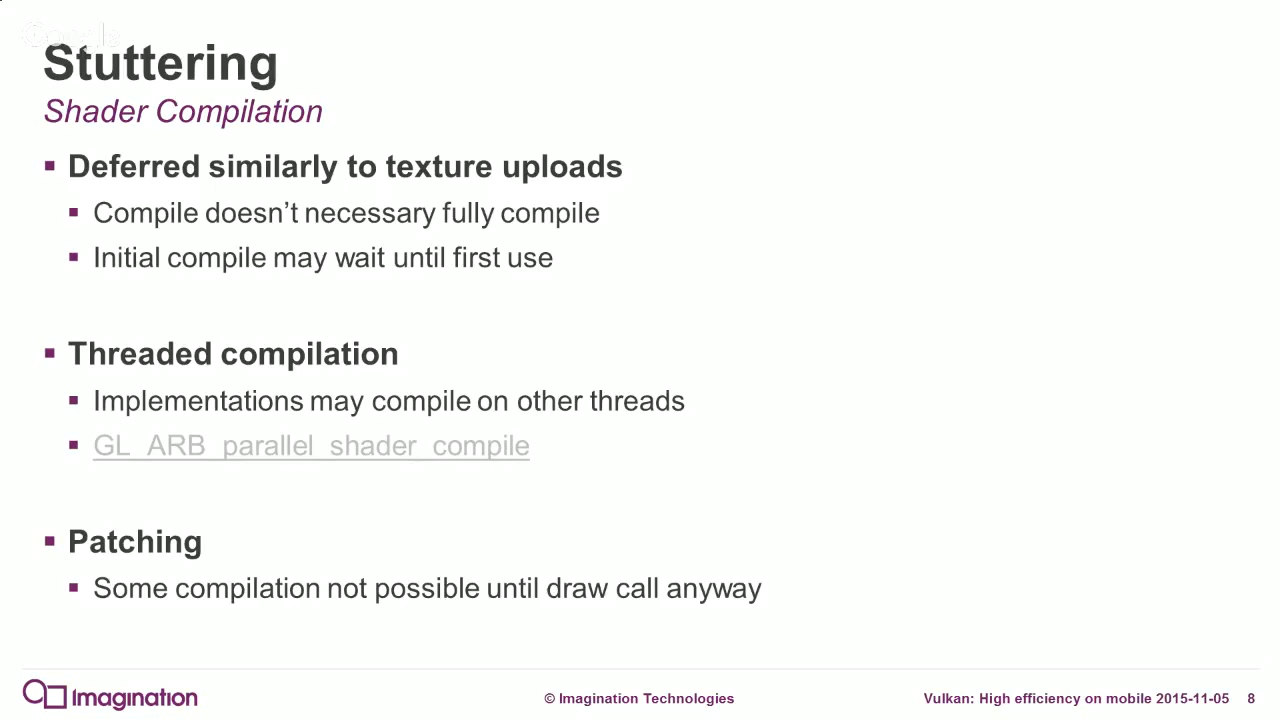 Google
Stuttering
Shader Compilation
Deferred similarly to texture uploads
Compile doesn’t necessary fully compile
Initial compile may wait until first use
Threaded compilation
Implementations may compile on other threads
GL_ARB_parallel_shader_compile
Patching
Some compilation not possible until draw call anyway
Imagination
© Imagination Technologies
Vulkan: High efficiency on mobile 2015-11-05 8